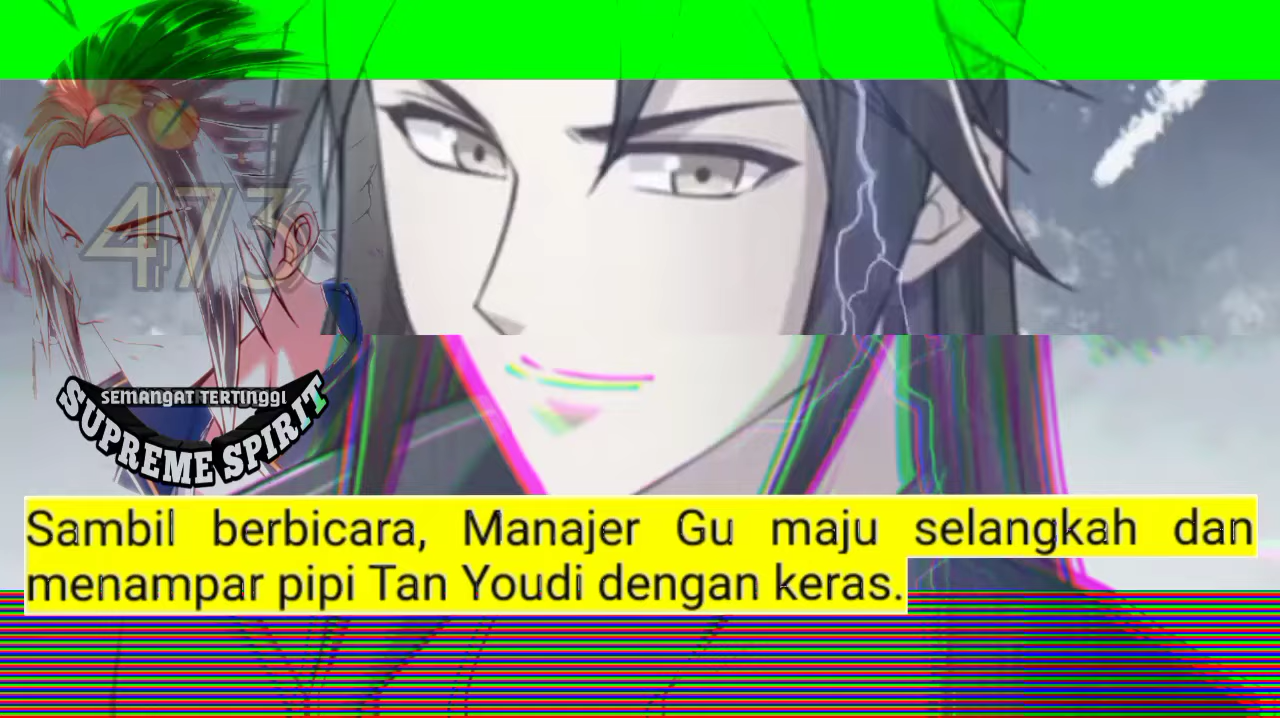 473
SEMANGAT TERTINGGI
SUPREME SPIRIT
Sambil berbicara, Manajer Gu maju selangkah dan
menampar pipi Tan Youdi dengan keras.